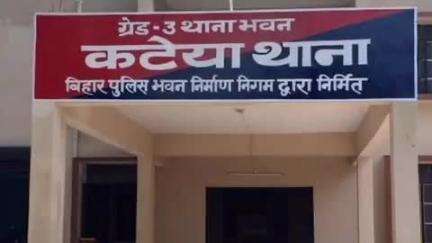 ग्रेड - 3 थाना भवन
कटेया थाना
बिहार पुलिस भवन निर्माण निगम द्वारा निर्मित